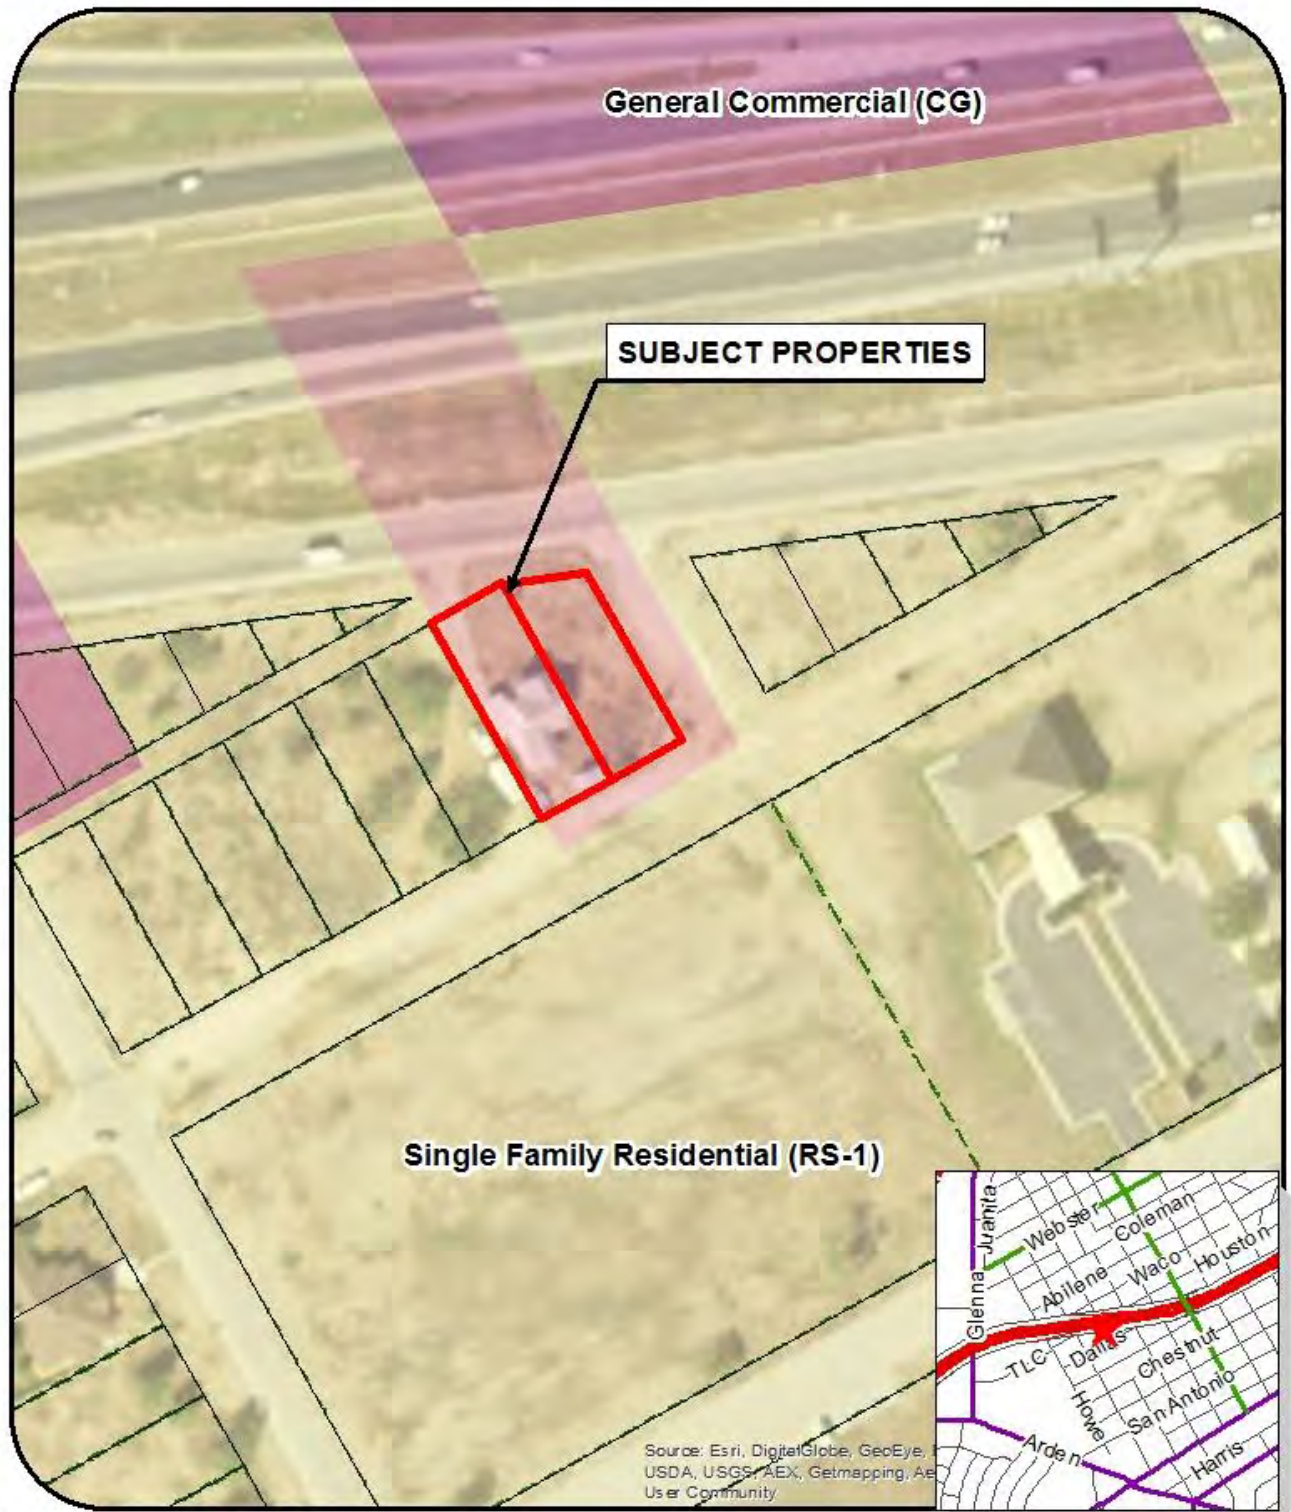 General Commercial (CG)
SUBJECT PROPERTIES
Single Family Residential (RS-1)
Source: Esri, DigitalGlobe, GeoEye,
USDA, USGS, AEX, Getmapping, Ae
User Community
Glenna
Juanita
Webster
Coleman
Abilene
Waco
Houston
TLC
Dallas
Chestnut
Howe
San Antonio
Arden
Harris